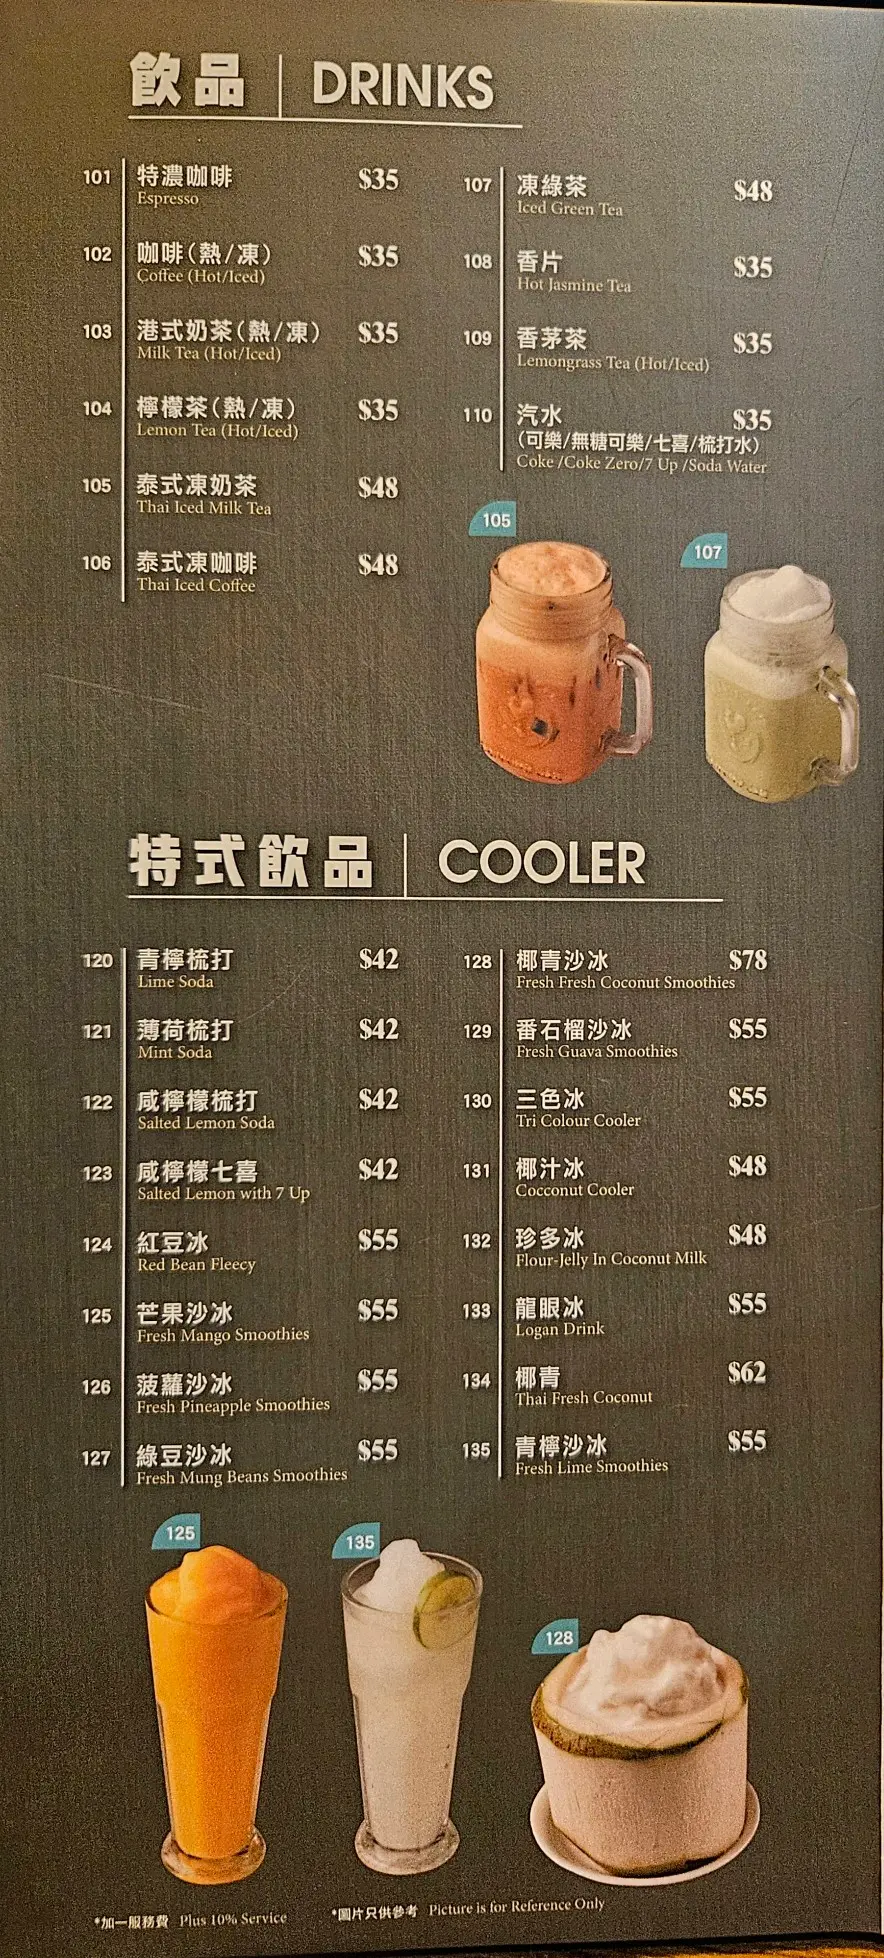 飲品 | DRINKS
101 特濃咖啡 $35
Espresso
102 咖啡(熱/凍) $35
Coffee (Hot/Iced)
103 港式奶茶(熱/凍) $35
Milk Tea (Hot/Iced)
104 檸檬茶(熱/凍) $35
Lemon Tea (Hot/Iced)
105 泰式凍奶茶 $48
Thai Iced Milk Tea
106 泰式凍咖啡 $48
Thai Iced Coffee
107 凍綠茶 $48
Iced Green Tea
108 香片 $35
Hot Jasmine Tea
109 香茅茶 $35
Lemongrass Tea (Hot/Iced)
110 汽水 $35
(可樂/無糖可樂/七喜/梳打水)
Coke /Coke Zero/7 Up /Soda Water
105
107
特式飲品 | COOLER
120 青檸梳打 $42
Lime Soda
121 薄荷梳打 $42
Mint Soda
122 咸檸檬梳打 $42
Salted Lemon Soda
123 咸檸檬七喜 $42
Salted Lemon with 7 Up
124 紅豆冰 $55
Red Bean Fleecy
125 芒果沙冰 $55
Fresh Mango Smoothies
126 菠蘿沙冰 $55
Fresh Pineapple Smoothies
127 綠豆沙冰 $55
Fresh Mung Beans Smoothies
128 椰青沙冰 $78
Fresh Fresh Coconut Smoothies
129 番石榴沙冰 $55
Fresh Guava Smoothies
130 三色冰 $55
Tri Colour Cooler
131 椰汁冰 $48
Cocconut Cooler
132 珍多冰 $48
Flour-Jelly In Coconut Milk
133 龍眼冰 $55
Logan Drink
134 椰青 $62
Thai Fresh Coconut
135 青檸沙冰 $55
Fresh Lime Smoothies
125
135
128
*加一服務費 Plus 10% Service
*圖片只供參考 Picture is for Reference Only